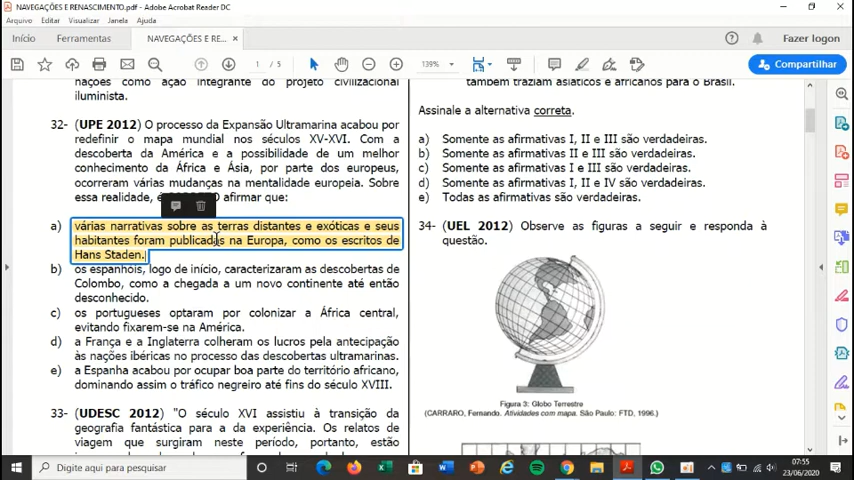 NAVEGAÇÕES E RENASCIMENTO.pdf - Adobe Acrobat Reader DC
Arquivo Editar Visualizar Janela Ajuda
Início Ferramentas NAVEGAÇÕES E RE... × Fazer logon
1 / 5 139% Compartilhar
nações como ação integrante do projeto civilizacional
iluminista.
32- (UPE 2012) O processo da Expansão Ultramarina acabou por
redefinir o mapa mundial nos séculos XV-XVI. Com a
descoberta da América e a possibilidade de um melhor
conhecimento da África e Ásia, por parte dos europeus,
ocorreram várias mudanças na mentalidade europeia. Sobre
essa realidade, é afirmar que:
a) várias narrativas sobre as terras distantes e exóticas e seus
habitantes foram publicadas na Europa, como os escritos de
Hans Staden.
b) os espanhóis, logo de início, caracterizaram as descobertas de
Colombo, como a chegada a um novo continente até então
desconhecido.
c) os portugueses optaram por colonizar a África central,
evitando fixarem-se na América.
d) a França e a Inglaterra colheram os lucros pela antecipação
às nações ibéricas no processo das descobertas ultramarinas.
e) a Espanha acabou por ocupar boa parte do território africano,
dominando assim o tráfico negreiro até fins do século XVIII.
33- (UDESC 2012) "O século XVI assistiu à transição da
geografia fantástica para a da experiência. Os relatos de
viagem que surgiram neste período, portanto, estão
também traziam asiáticos e africanos para o Brasil.
Assinale a alternativa correta.
a) Somente as afirmativas I, II e III são verdadeiras.
b) Somente as afirmativas II e III são verdadeiras.
c) Somente as afirmativas I e III são verdadeiras.
d) Somente as afirmativas I, II e IV são verdadeiras.
e) Todas as afirmativas são verdadeiras.
34- (UEL 2012) Observe as figuras a seguir e responda à
questão.
Figura 3: Globo Terrestre
(CARRARO, Fernando. Atividades com mapa. São Paulo: FTD, 1996.)
Digite aqui para pesquisar
07:55
23/06/2020